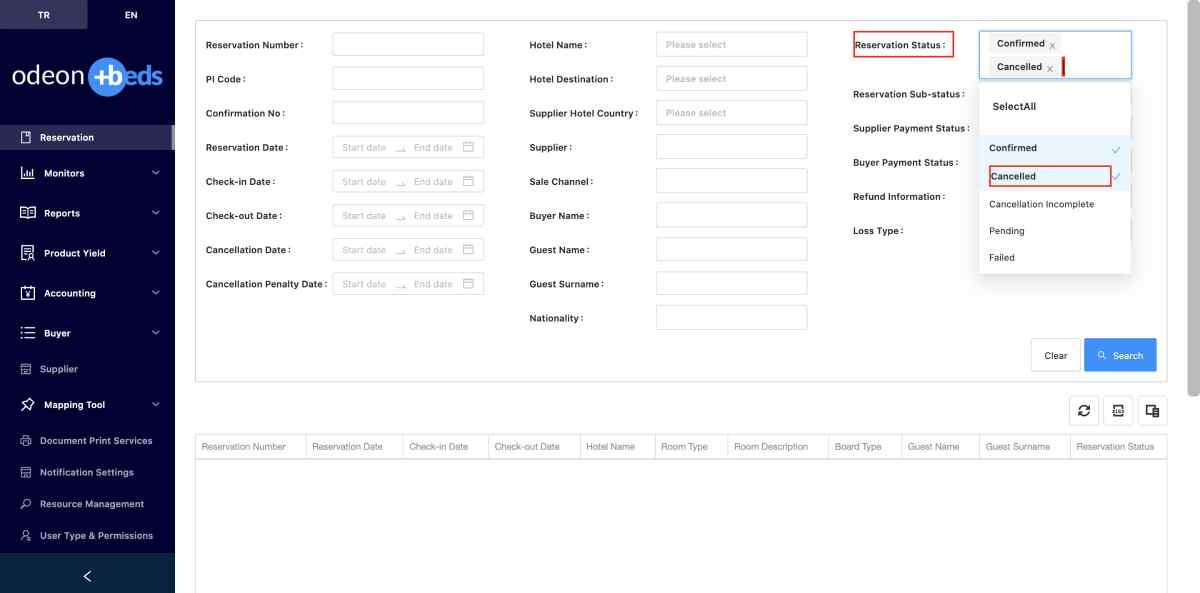 TR
EN
odeon +beds
Reservation
Monitors
Reports
Product Yield
Accounting
Buyer
Supplier
Mapping Tool
Document Print Services
Notification Settings
Resource Management
User Type & Permissions
Reservation Number :
PI Code :
Confirmation No :
Reservation Date : Start date End date
Check-in Date : Start date End date
Check-out Date : Start date End date
Cancellation Date : Start date End date
Cancellation Penalty Date : Start date End date
Hotel Name : Please select
Hotel Destination : Please select
Supplier Hotel Country : Please select
Supplier :
Sale Channel :
Buyer Name :
Guest Name :
Guest Surname :
Nationality :
Reservation Status : Confirmed x
Cancelled x
Reservation Sub-status :
Supplier Payment Status :
Buyer Payment Status :
Refund Information :
Loss Type :
SelectAll
Confirmed
Cancelled
Cancellation Incomplete
Pending
Failed
Clear
Search
Reservation Number Reservation Date Check-in Date Check-out Date Hotel Name Room Type Room Description Board Type Guest Name Guest Surname Reservation Status